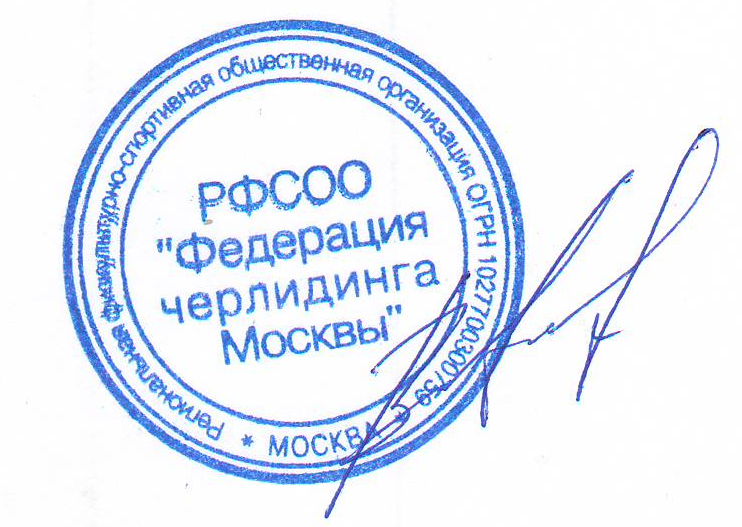 Региональная физкультурно-спортивная общественная организация ОГРН 1027700300759
* МОСКВА *
РФСОО
"Федерация
черлидинга
Москвы"